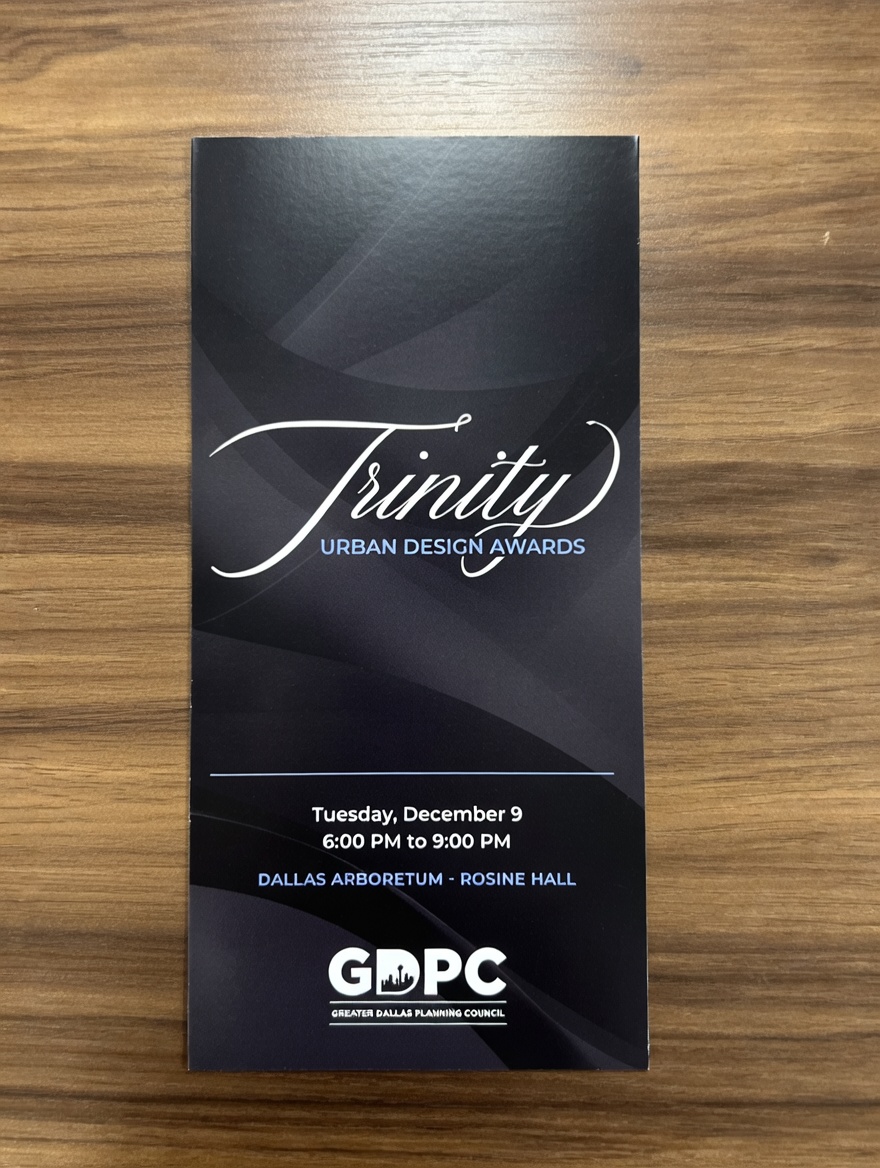 Trinity
URBAN DESIGN AWARDS
Tuesday, December 9
6:00 PM to 9:00 PM
DALLAS ARBORETUM - ROSINE HALL
GDPC
GREATER DALLAS PLANNING COUNCIL